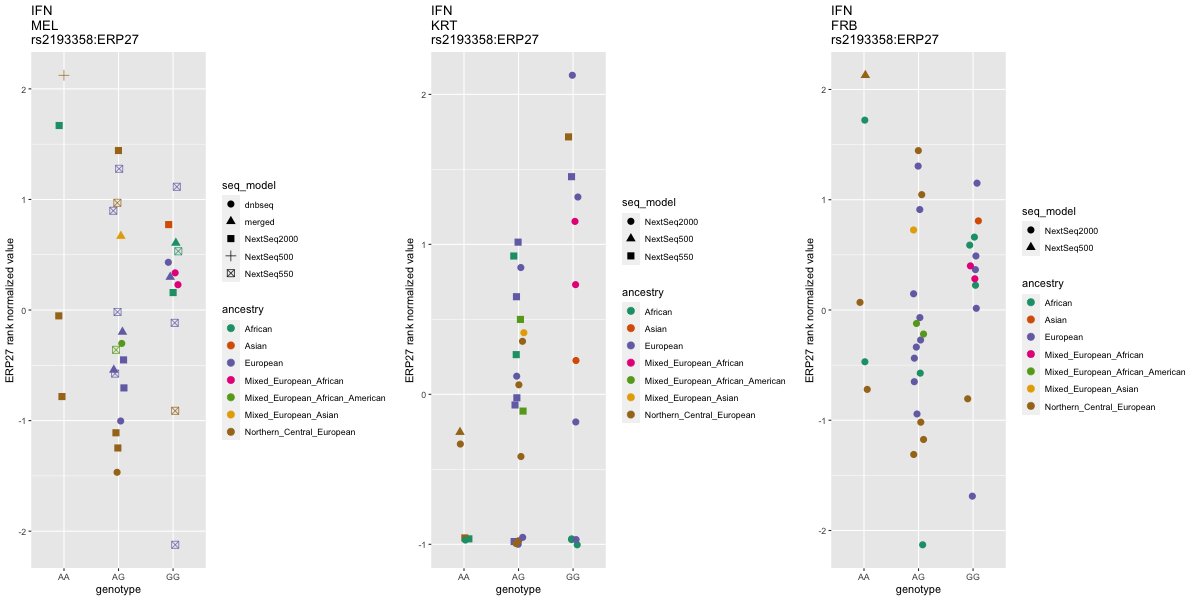 IFN
MEL
rs2193358:ERP27
ERP27 rank normalized value
2
1
0
-1
-2
AA
AG
GG
genotype
seq_model
dnbseq
merged
NextSeq2000
NextSeq500
NextSeq550
ancestry
African
Asian
European
Mixed_European_African
Mixed_European_African_American
Mixed_European_Asian
Northern_Central_European
IFN
KRT
rs2193358:ERP27
ERP27 rank normalized value
2
1
0
-1
AA
AG
GG
genotype
seq_model
NextSeq2000
NextSeq500
NextSeq550
ancestry
African
Asian
European
Mixed_European_African
Mixed_European_African_American
Mixed_European_Asian
Northern_Central_European
IFN
FRB
rs2193358:ERP27
ERP27 rank normalized value
2
1
0
-1
-2
AA
AG
GG
genotype
seq_model
NextSeq2000
NextSeq500
ancestry
African
Asian
European
Mixed_European_African
Mixed_European_African_American
Mixed_European_Asian
Northern_Central_European